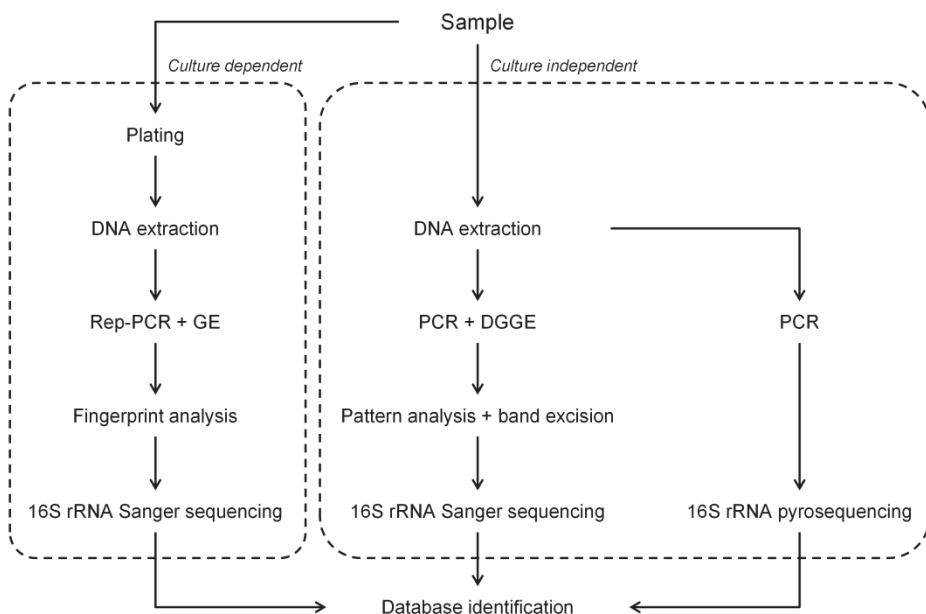 Sample
Culture dependent
Culture independent
Plating
DNA extraction
DNA extraction
Rep-PCR + GE
PCR + DGGE
PCR
Fingerprint analysis
Pattern analysis + band excision
16S rRNA Sanger sequencing
16S rRNA Sanger sequencing
16S rRNA pyrosequencing
Database identification